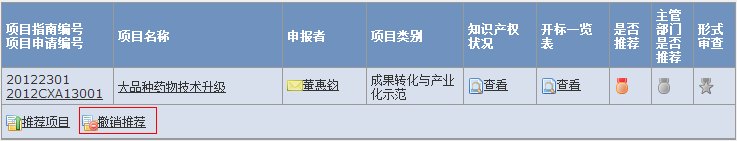 项目指南编号
项目申请编号
项目名称
申报者
项目类别
知识产权
状况
开标一览
表
是否
推荐
主管
部门
是否
推荐
形式
审查
20122301
2012CXA13001
大品种药物技术升级
董惠钧
成果转化与产业
化示范
查看
查看
推荐项目
撤销推荐